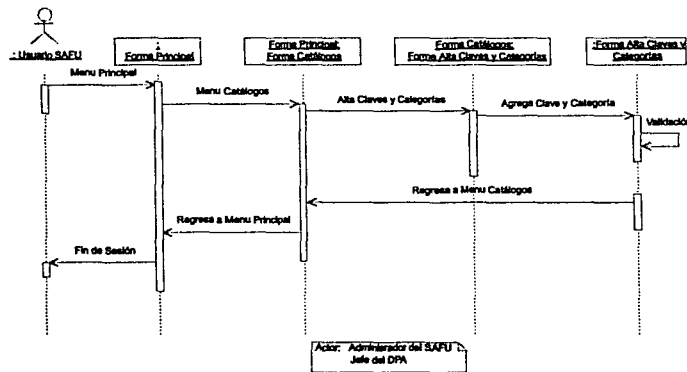 : Usuario SAFU
:
Forma Principal
Forma Principal:
Forma Catálogos
Forma Catálogos:
Forma Alta Claves y Categorías
:Forma Alta Claves y
Categorías
Menu Principal
Menu Catálogos
Alta Claves y Categorías
Agrega Clave y Categoría
Validación
Regresa a Menu Catálogos
Regresa a Menu Principal
Fin de Sesión
Actor: Administrador del SAFU
Jefe del DPA